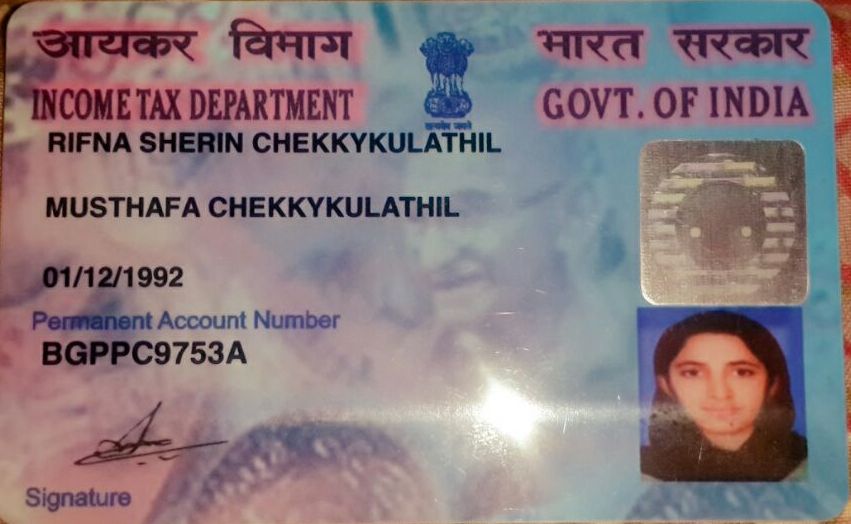 आयकर विभाग
भारत सरकार
INCOME TAX DEPARTMENT
GOVT. OF INDIA
सत्यमेव जयते
RIFNA SHERIN CHEKKYKULATHIL
MUSTHAFA CHEKKYKULATHIL
01/12/1992
Permanent Account Number
BGPPC9753A
Signature